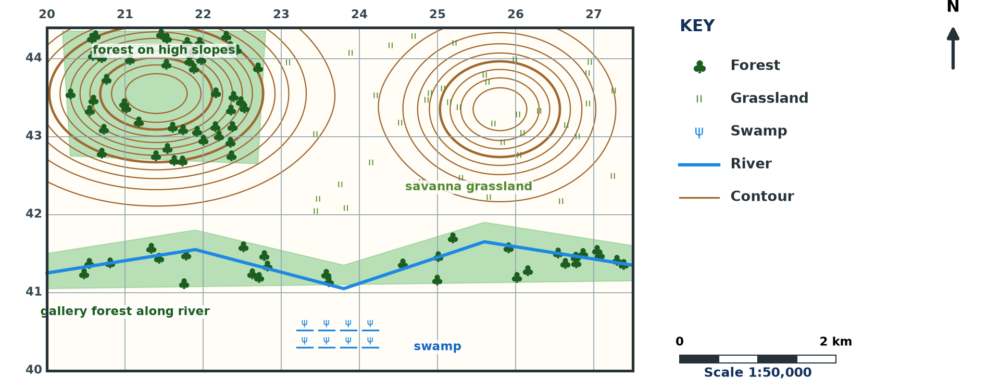 20 21 22 23 24 25 26 27
N
KEY
forest on high slopes
44
Forest
Grassland
43
Swamp
River
savanna grassland
Contour
42
41
gallery forest along river
swamp
0 2 km
40
Scale 1:50,000